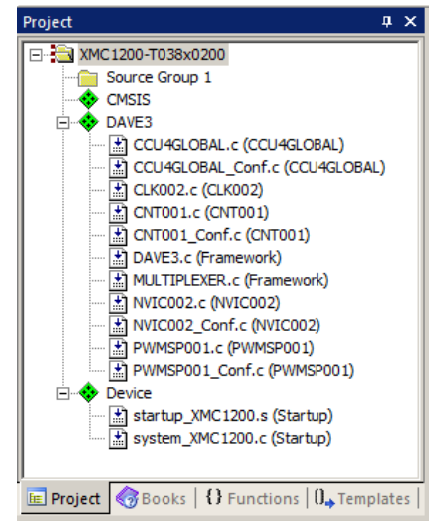 Project
XMC1200-T038x0200
Source Group 1
CMSIS
DAVE3
CCU4GLOBAL.c (CCU4GLOBAL)
CCU4GLOBAL_Conf.c (CCU4GLOBAL)
CLK002.c (CLK002)
CNT001.c (CNT001)
CNT001_Conf.c (CNT001)
DAVE3.c (Framework)
MULTIPLEXER.c (Framework)
NVIC002.c (NVIC002)
NVIC002_Conf.c (NVIC002)
PWMSP001.c (PWMSP001)
PWMSP001_Conf.c (PWMSP001)
Device
startup_XMC1200.s (Startup)
system_XMC1200.c (Startup)
Project Books {} Functions 0 Templates